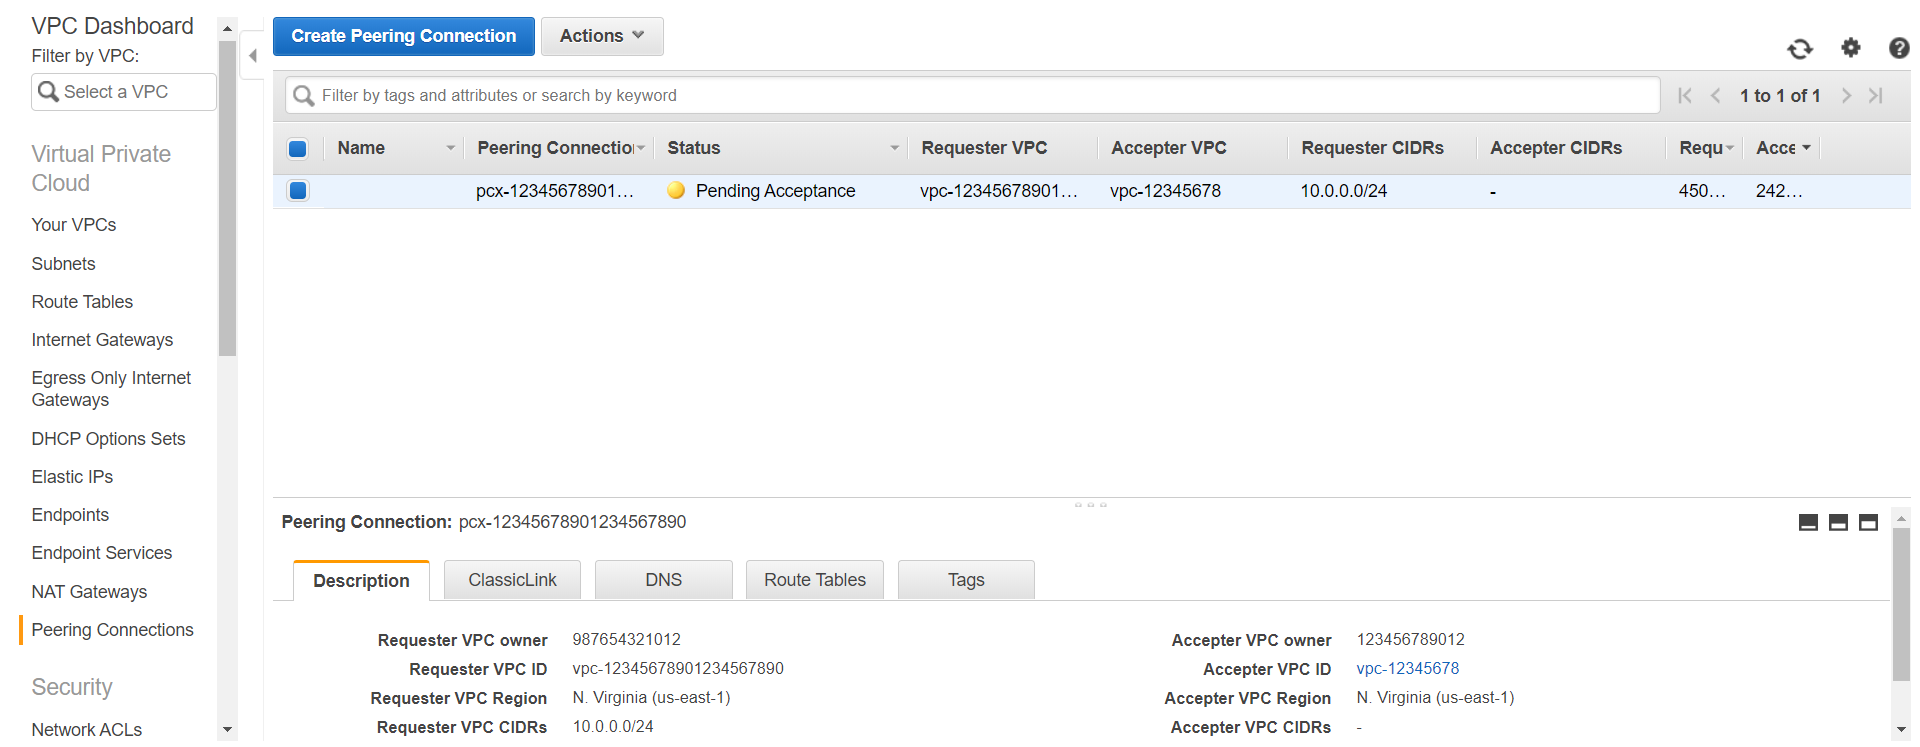 VPC Dashboard
Filter by VPC:
Select a VPC
Virtual Private
Cloud
Your VPCs
Subnets
Route Tables
Internet Gateways
Egress Only Internet
Gateways
DHCP Options Sets
Elastic IPs
Endpoints
Endpoint Services
NAT Gateways
Peering Connections
Security
Network ACLs
Create Peering Connection Actions
Filter by tags and attributes or search by keyword 1 to 1 of 1
Name Peering Connectio Status Requester VPC Accepter VPC Requester CIDRs Accepter CIDRs Requ Acce
pcx-12345678901… Pending Acceptance vpc-12345678901… vpc-12345678 10.0.0.0/24 - 450… 242…
Peering Connection: pcx-12345678901234567890
Description ClassicLink DNS Route Tables Tags
Requester VPC owner 987654321012 Accepter VPC owner 123456789012
Requester VPC ID vpc-12345678901234567890 Accepter VPC ID vpc-12345678
Requester VPC Region N. Virginia (us-east-1) Accepter VPC Region N. Virginia (us-east-1)
Requester VPC CIDRs 10.0.0.0/24 Accepter VPC CIDRs -